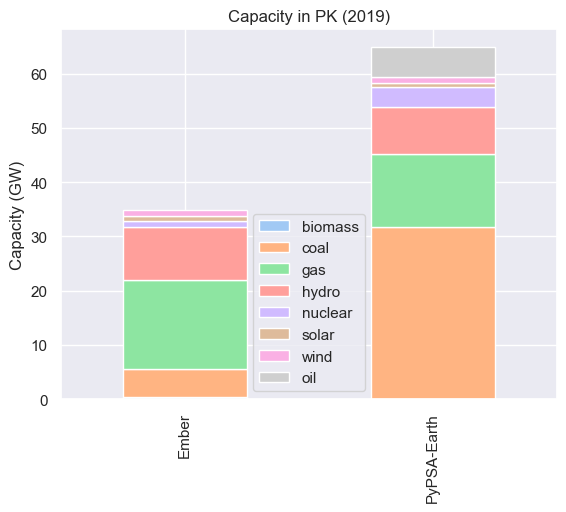 Capacity in PK (2019)
Capacity (GW)
60
50
40
30
20
10
0
biomass
coal
gas
hydro
nuclear
solar
wind
oil
Ember
PyPSA-Earth